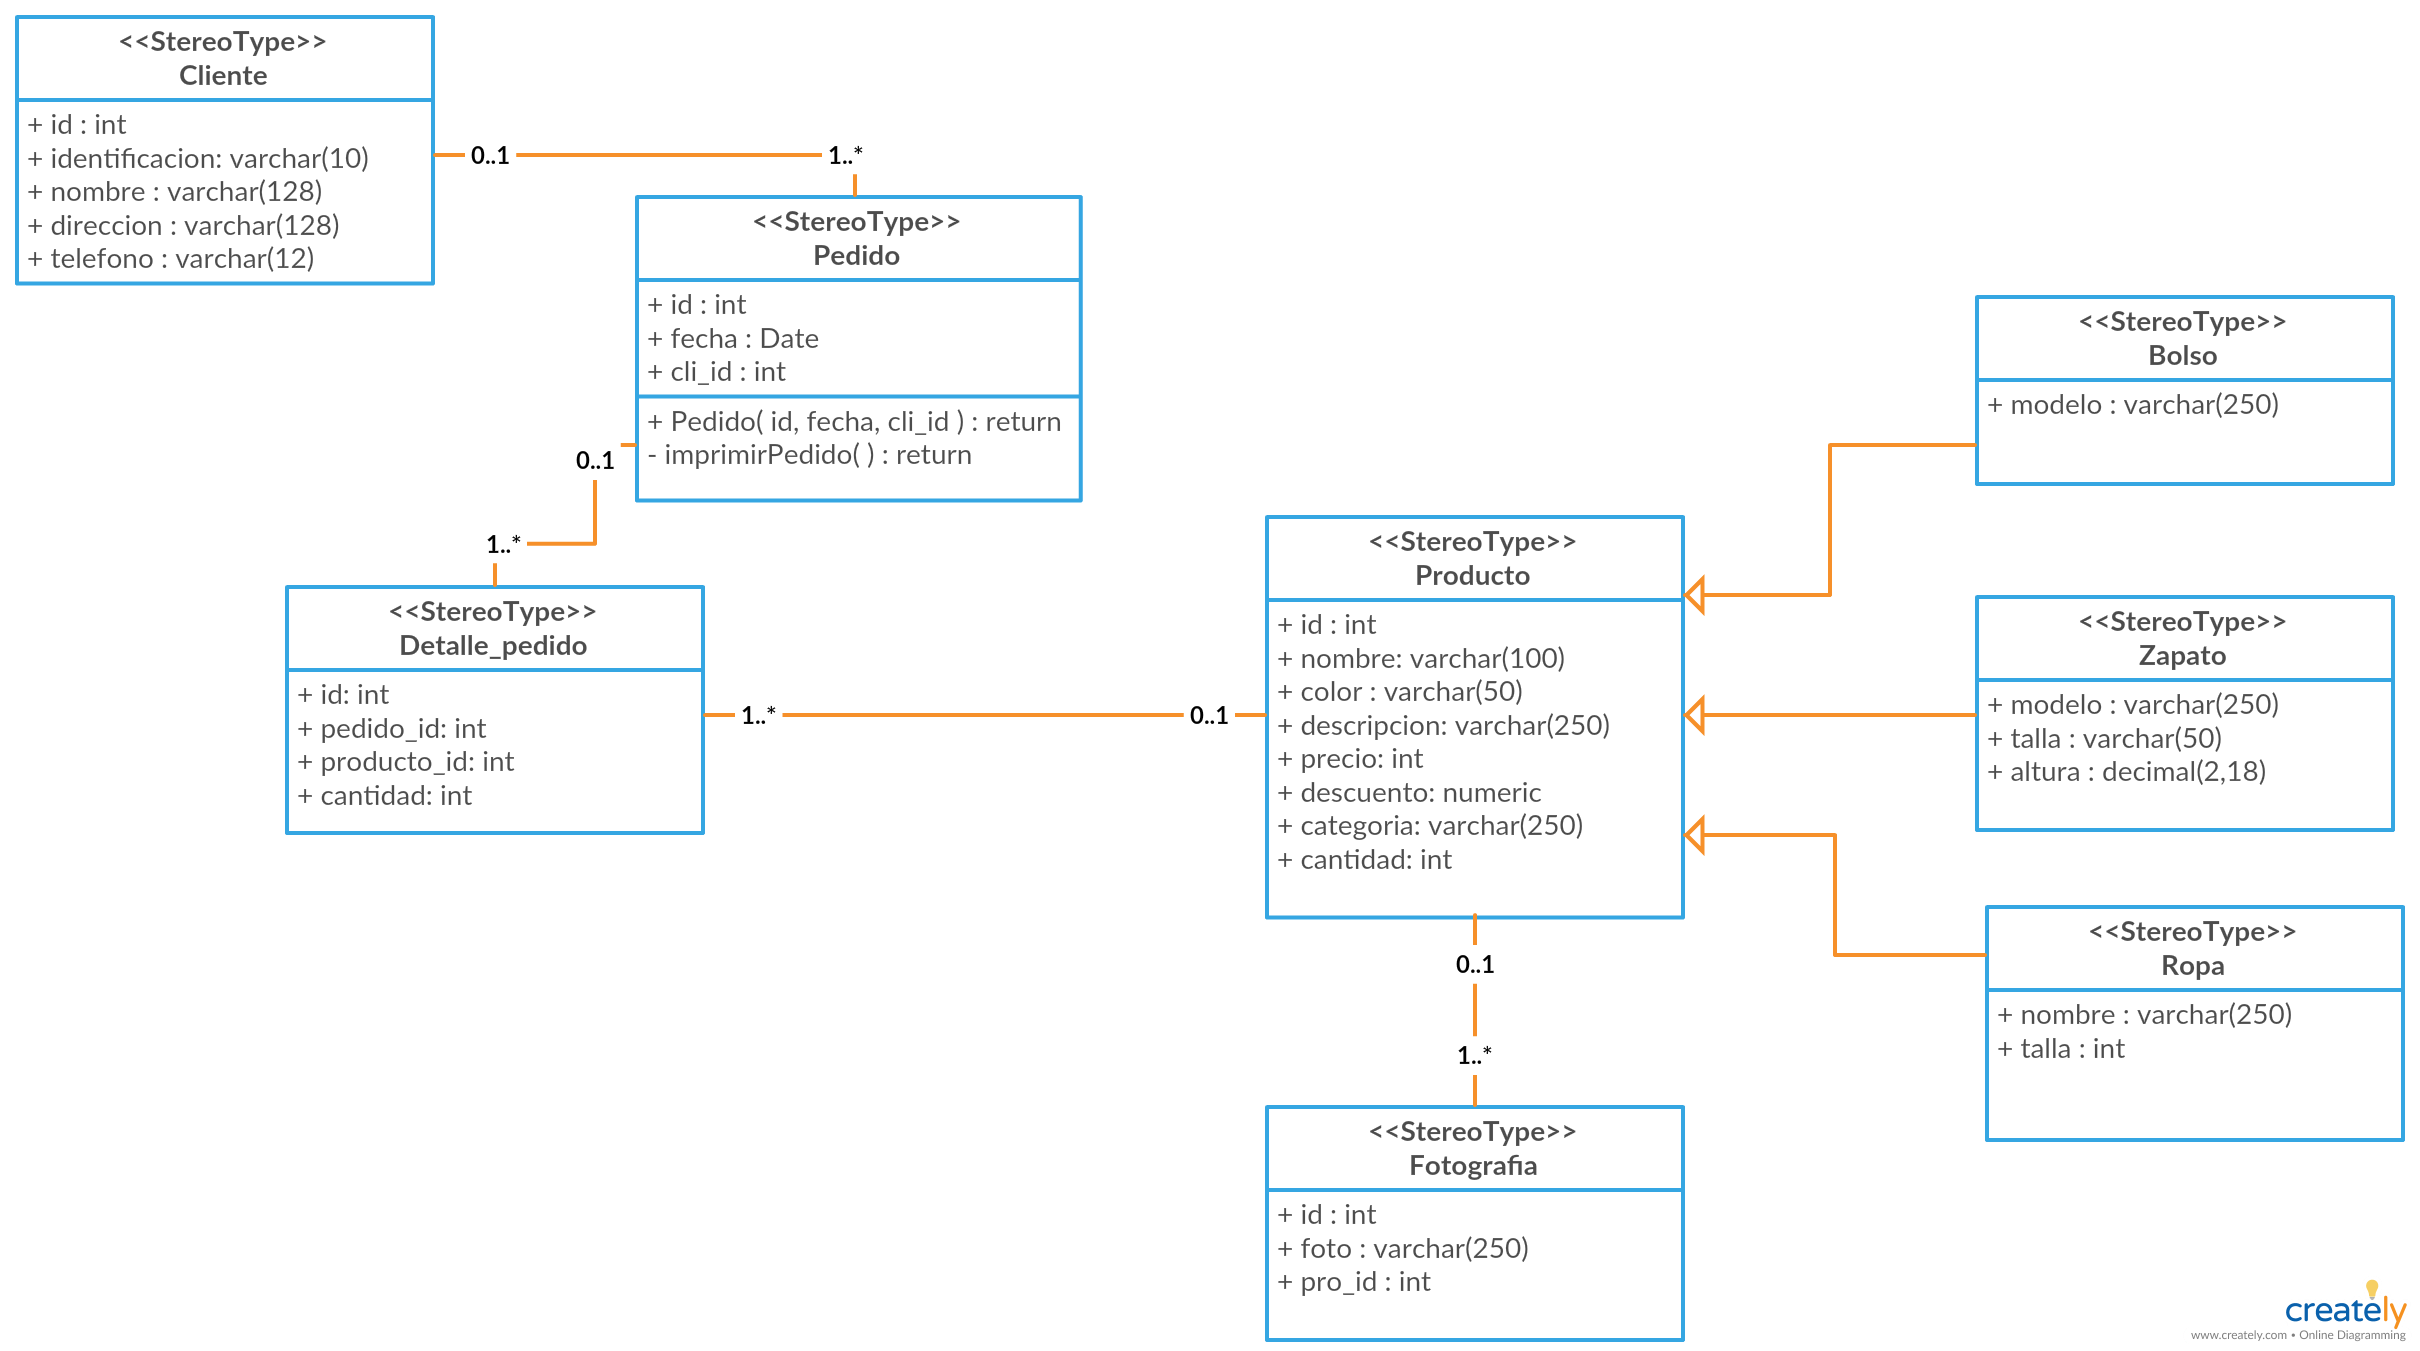 <<StereoType>>
Cliente
+ id : int
+ identificacion: varchar(10)
+ nombre : varchar(128)
+ direccion : varchar(128)
+ telefono : varchar(12)
0..1
1..*
<<StereoType>>
Pedido
+ id : int
+ fecha : Date
+ cli_id : int
+ Pedido( id, fecha, cli_id ) : return
- imprimirPedido( ) : return
0..1
1..*
<<StereoType>>
Detalle_pedido
+ id: int
+ pedido_id: int
+ producto_id: int
+ cantidad: int
1..*
0..1
<<StereoType>>
Producto
+ id : int
+ nombre: varchar(100)
+ color : varchar(50)
+ descripcion: varchar(250)
+ precio: int
+ descuento: numeric
+ categoria: varchar(250)
+ cantidad: int
0..1
1..*
<<StereoType>>
Fotografia
+ id : int
+ foto : varchar(250)
+ pro_id : int
<<StereoType>>
Bolso
+ modelo : varchar(250)
<<StereoType>>
Zapato
+ modelo : varchar(250)
+ talla : varchar(50)
+ altura : decimal(2,18)
<<StereoType>>
Ropa
+ nombre : varchar(250)
+ talla : int
creately
www.creately.com • Online Diagramming